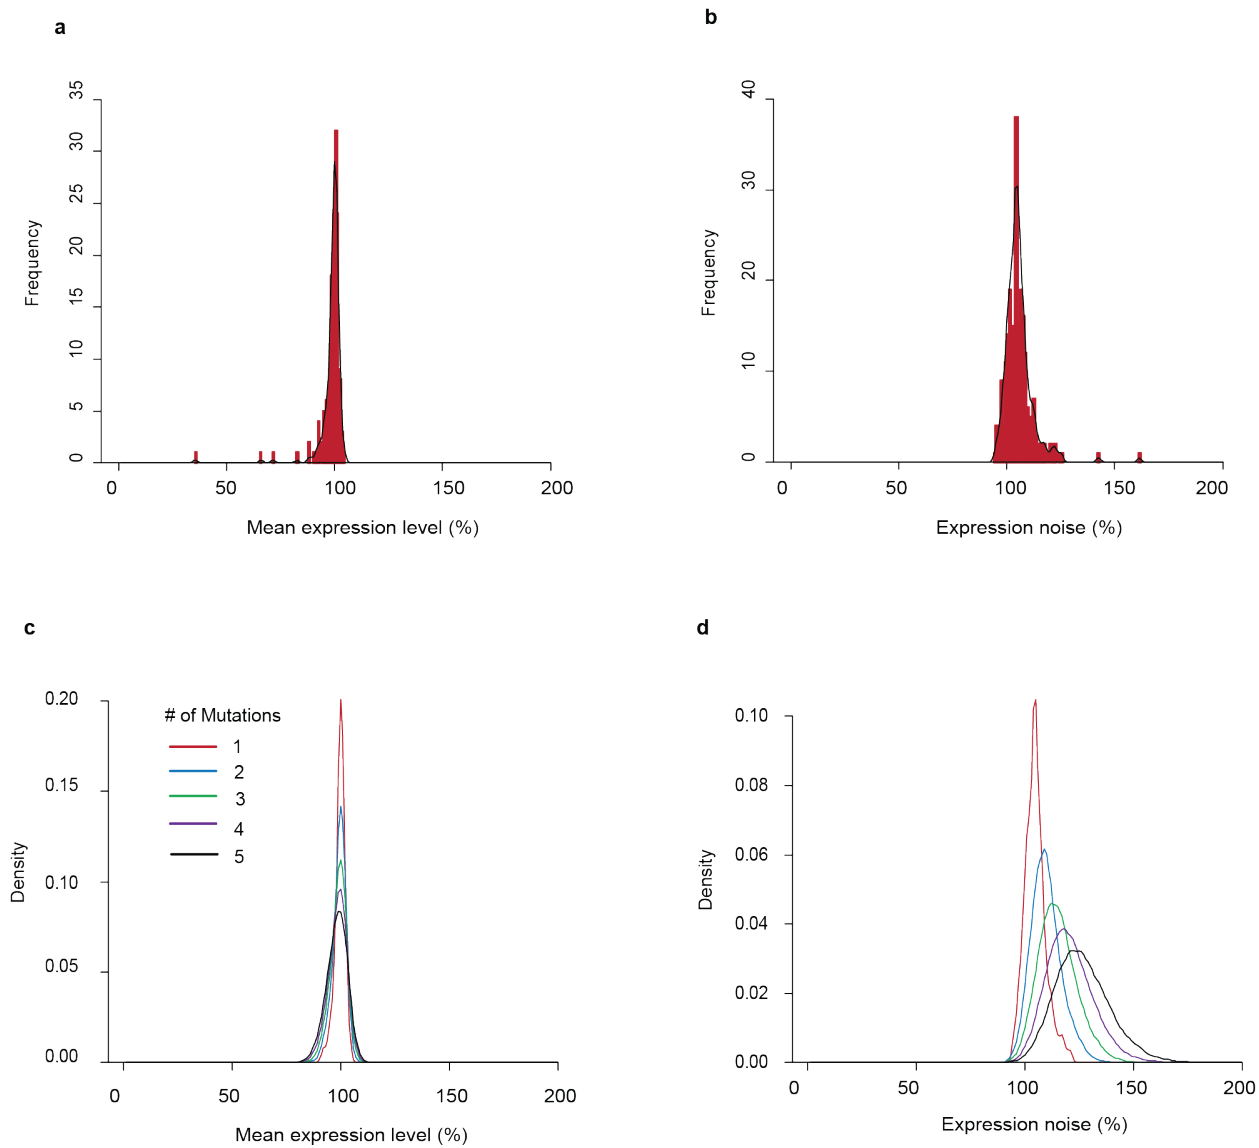 a
35
30
25
20
15
10
5
0
Frequency
0 50 100 150 200
Mean expression level (%)
b
40
30
20
10
0
Frequency
0 50 100 150 200
Expression noise (%)
c
0.20
0.15
0.10
0.05
0.00
Density
# of Mutations
1
2
3
4
5
0 50 100 150 200
Mean expression level (%)
d
0.10
0.08
0.06
0.04
0.02
0.00
Density
0 50 100 150 200
Expression noise (%)